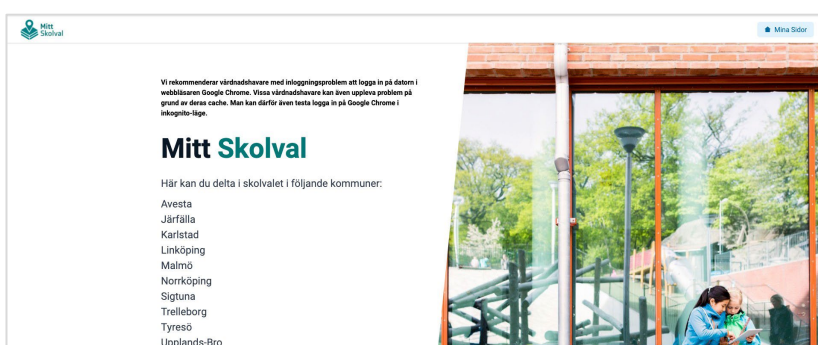 Mitt
Skolval
Mina Sidor
Vi rekommenderar vårdnadshavare med inloggningsproblem att logga in på datorn i
webbläsaren Google Chrome. Vissa vårdnadshavare kan även uppleva problem på
grund av deras cache. Man kan därför även testa logga in på Google Chrome i
inkognito-läge.
Mitt Skolval
Här kan du delta i skolvalet i följande kommuner:
Avesta
Järfälla
Karlstad
Linköping
Malmö
Norrköping
Sigtuna
Trelleborg
Tyresö
Upplands-Bro